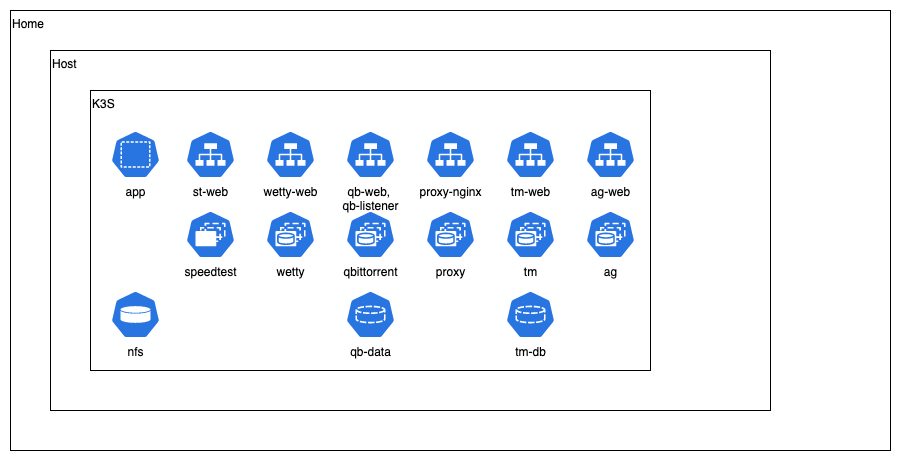 Home
Host
K3S
app
st-web
wetty-web
qb-web,
qb-listener
proxy-nginx
tm-web
ag-web
speedtest
wetty
qbittorrent
proxy
tm
ag
nfs
qb-data
tm-db